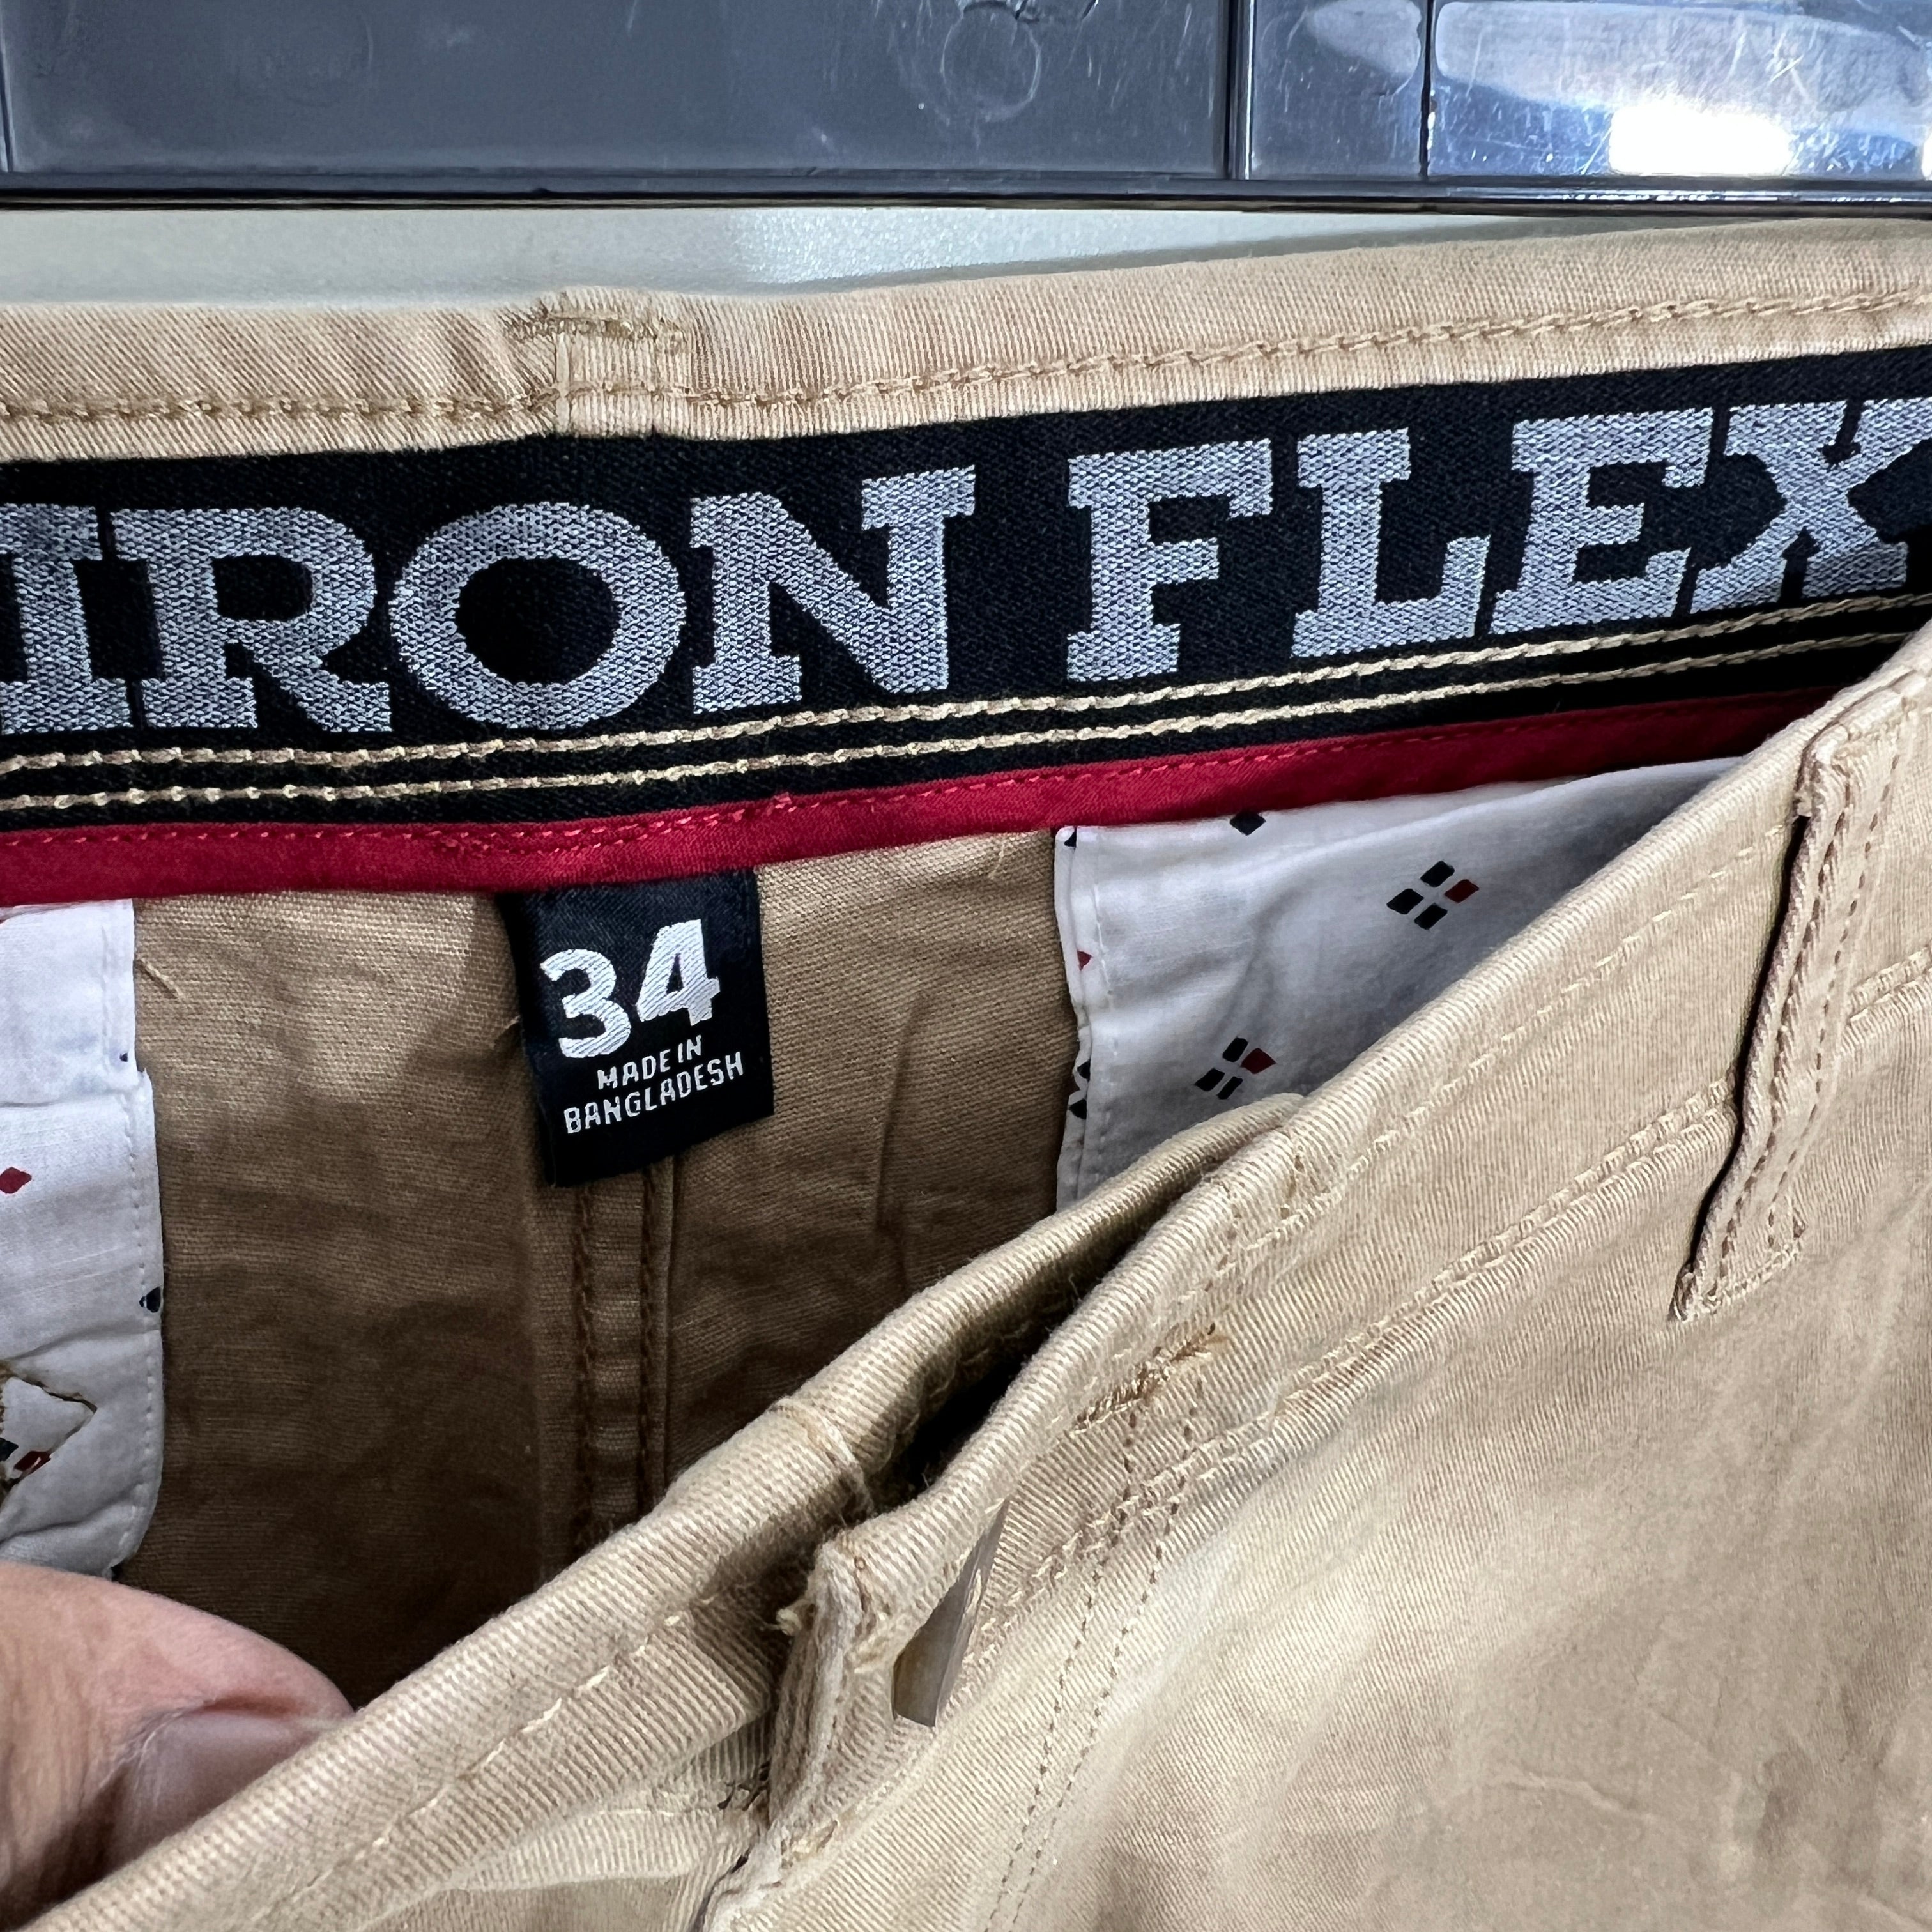 IRON FLEX
34
MADE IN
BANGLADESH